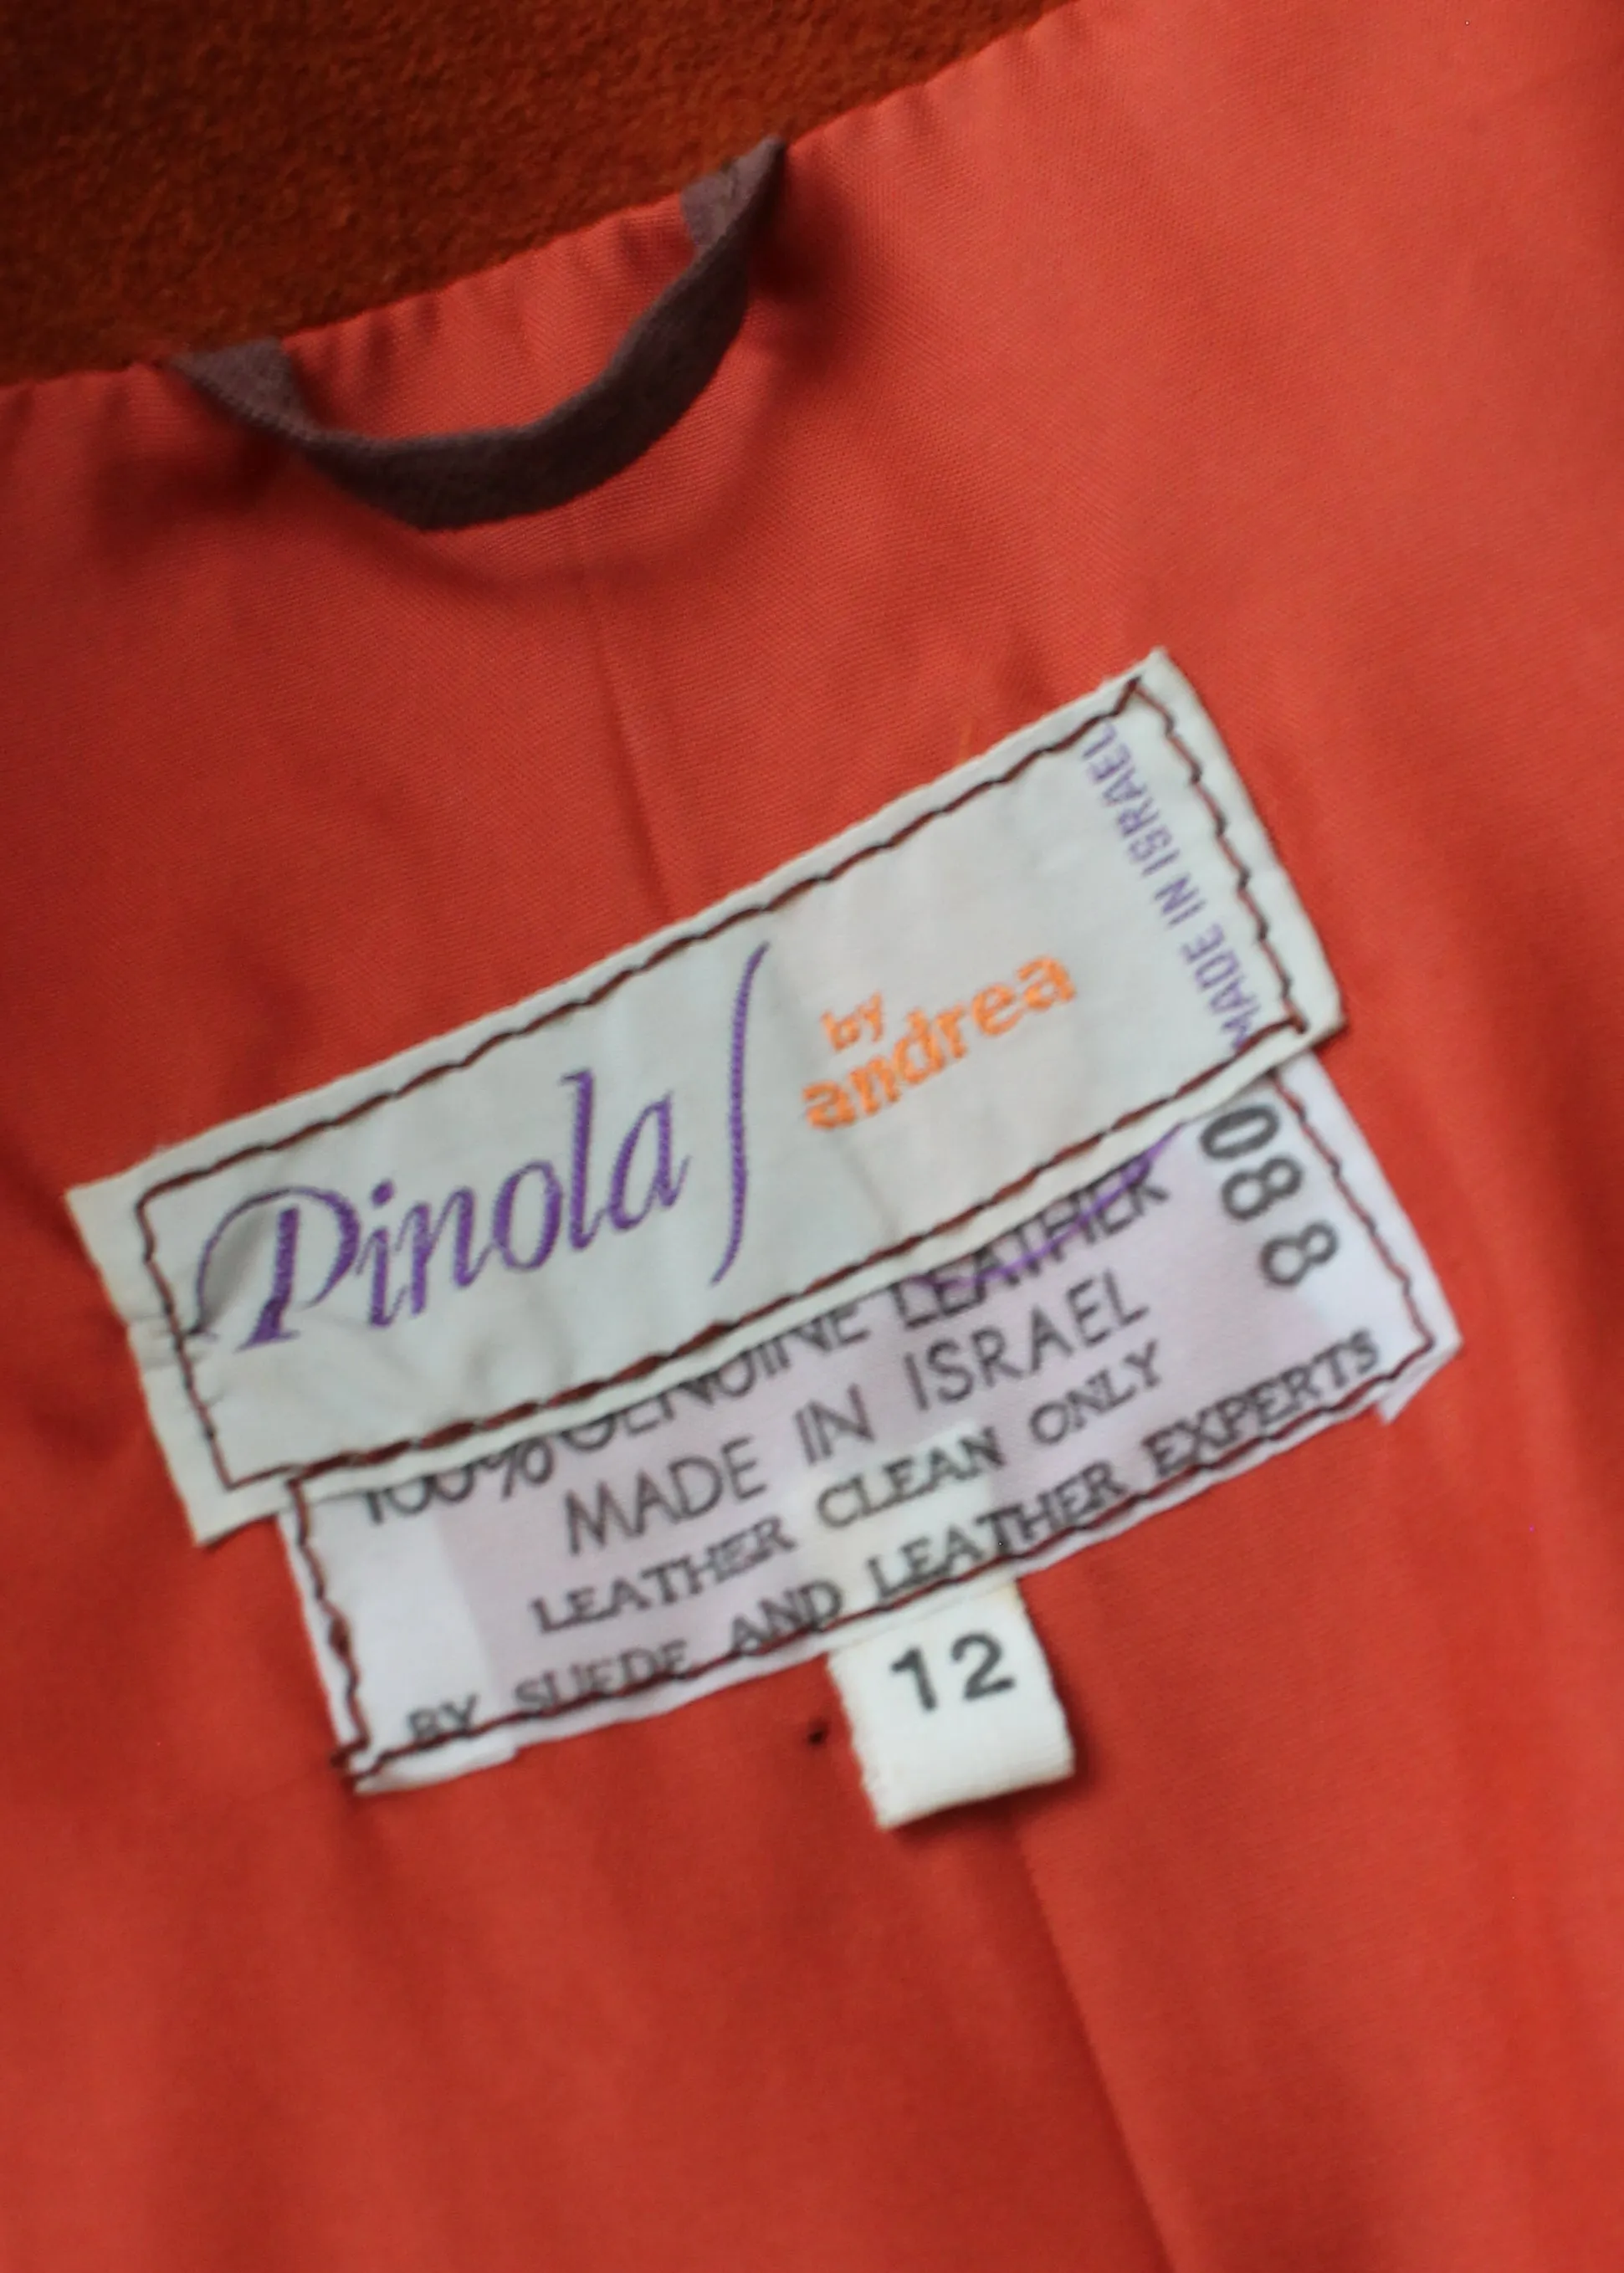 Pinola
by
andrea
MADE IN ISRAEL
100% GENUINE LEATHER
MADE IN ISRAEL
LEATHER CLEAN ONLY
BY SUEDE AND LEATHER EXPERTS
088
12